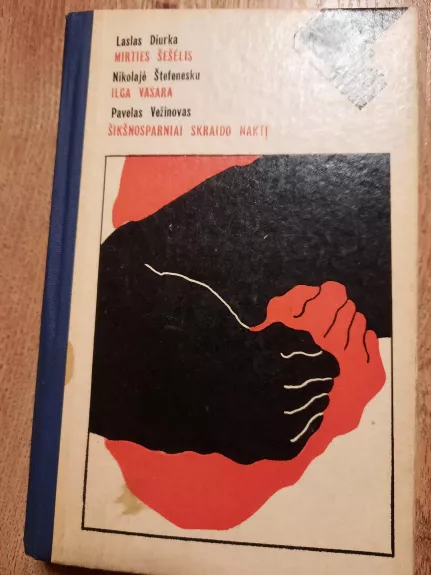 Laslas Diurka
MIRTIES ŠEŠĖLIS
Nikolajė Štefenesku
ILGA VASARA
Pavelas Vežinovas
ŠIKŠNOSPARNIAI SKRAIDO NAKTĮ